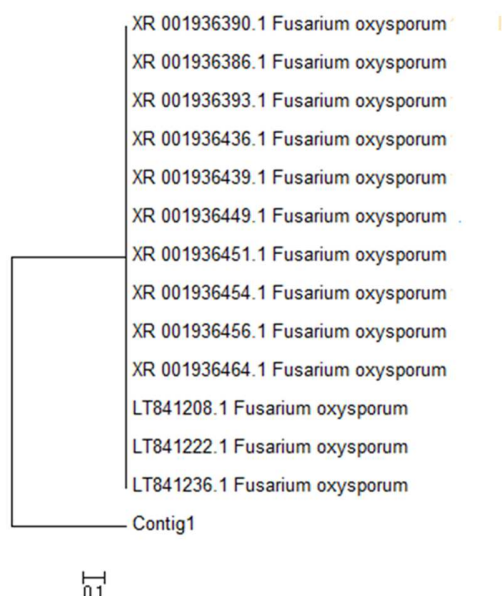 XR 001936390.1 Fusarium oxysporum
XR 001936386.1 Fusarium oxysporum
XR 001936393.1 Fusarium oxysporum
XR 001936436.1 Fusarium oxysporum
XR 001936439.1 Fusarium oxysporum
XR 001936449.1 Fusarium oxysporum
XR 001936451.1 Fusarium oxysporum
XR 001936454.1 Fusarium oxysporum
XR 001936456.1 Fusarium oxysporum
XR 001936464.1 Fusarium oxysporum
LT841208.1 Fusarium oxysporum
LT841222.1 Fusarium oxysporum
LT841236.1 Fusarium oxysporum
Contig1
0.1